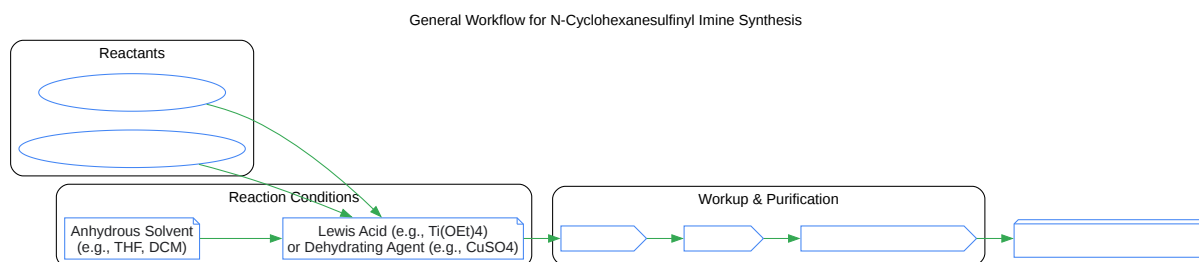 General Workflow for N-Cyclohexanesulfinyl Imine Synthesis
Reactants
Reaction Conditions
Anhydrous Solvent
(e.g., THF, DCM)
Lewis Acid (e.g., Ti(OEt)4)
or Dehydrating Agent (e.g., CuSO4)
Workup & Purification